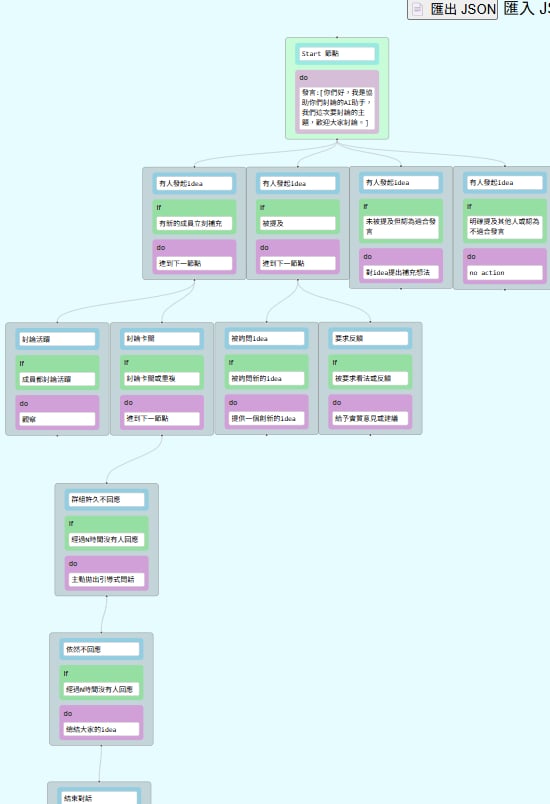 匯出 JSON 匯入 JS
Start 節點
do
發言:[你們好，我是協
助你們討論的AI助手，
我們這次要討論的主
題，歡迎大家討論。]
有人發起idea
if
有新的成員立刻補充
do
進到下一節點
有人發起idea
if
被提及
do
進到下一節點
有人發起idea
if
未被提及但認為適合發
言
do
對idea提出補充想法
有人發起idea
if
明確提及其他人或認為
不適合發言
do
no action
討論活躍
if
成員都討論活躍
do
觀察
討論卡關
if
討論卡關或重複
do
進到下一節點
被詢問idea
if
被詢問新的idea
do
提供一個創新的idea
要求反饋
if
被要求看法或反饋
do
給予實質意見或建議
群組許久不回應
if
經過N時間沒有人回應
do
主動拋出引導式問話
依然不回應
if
經過M時間沒有人回應
do
總結大家的idea
結束對話